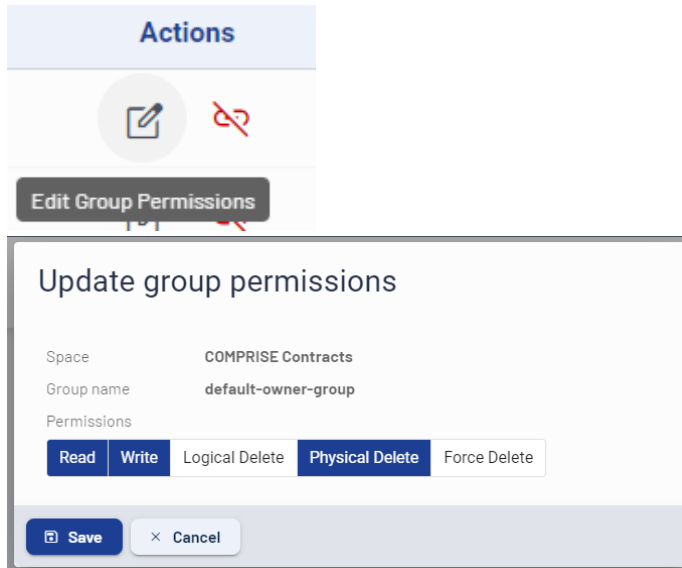 Actions
Edit Group Permissions
Update group permissions
Space COMPRISE Contracts
Group name default-owner-group
Permissions
Read Write Logical Delete Physical Delete Force Delete
Save × Cancel